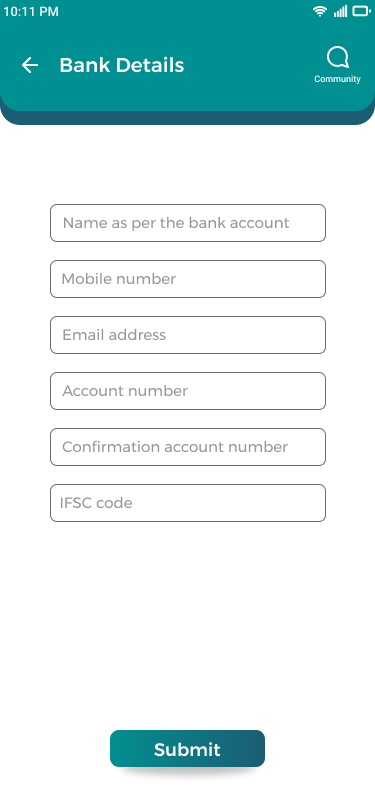 10:11 PM
Bank Details
Community
Name as per the bank account
Mobile number
Email address
Account number
Confirmation account number
IFSC code
Submit